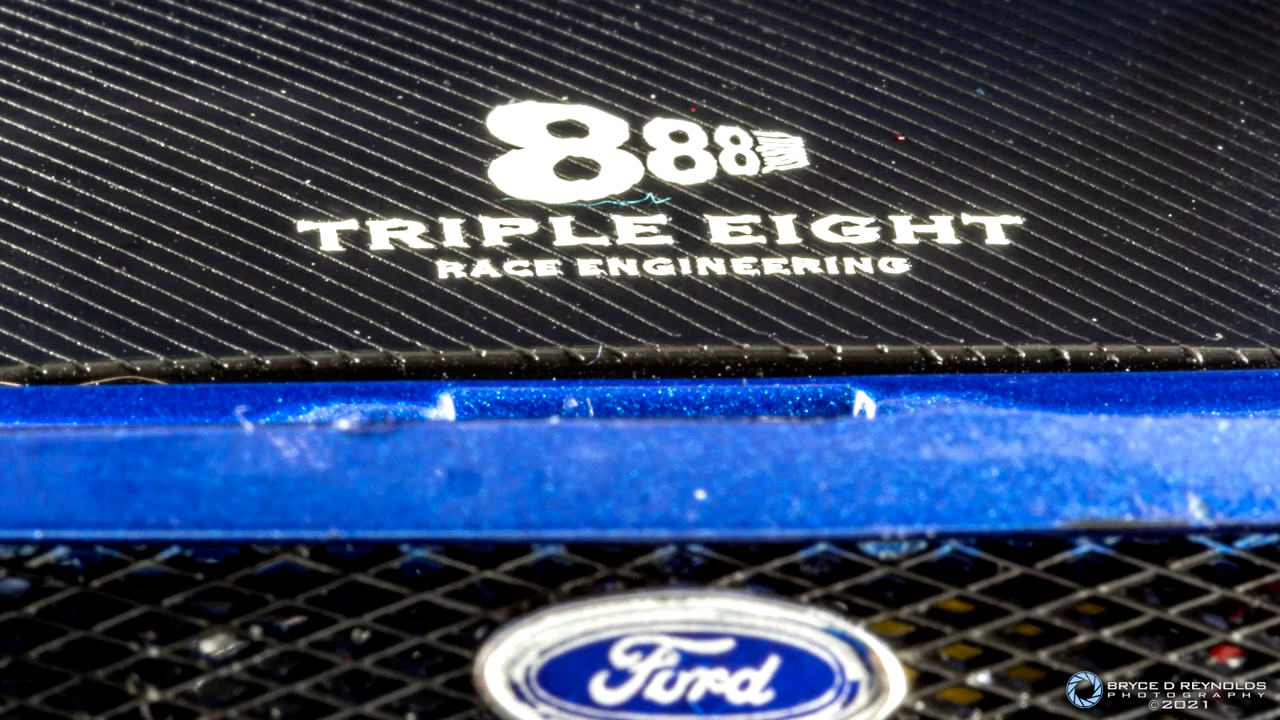 888
TRIPLE EIGHT
RACE ENGINEERING
Ford
BRYCE D REYNOLDS
PHOTOGRAPHY
©2021